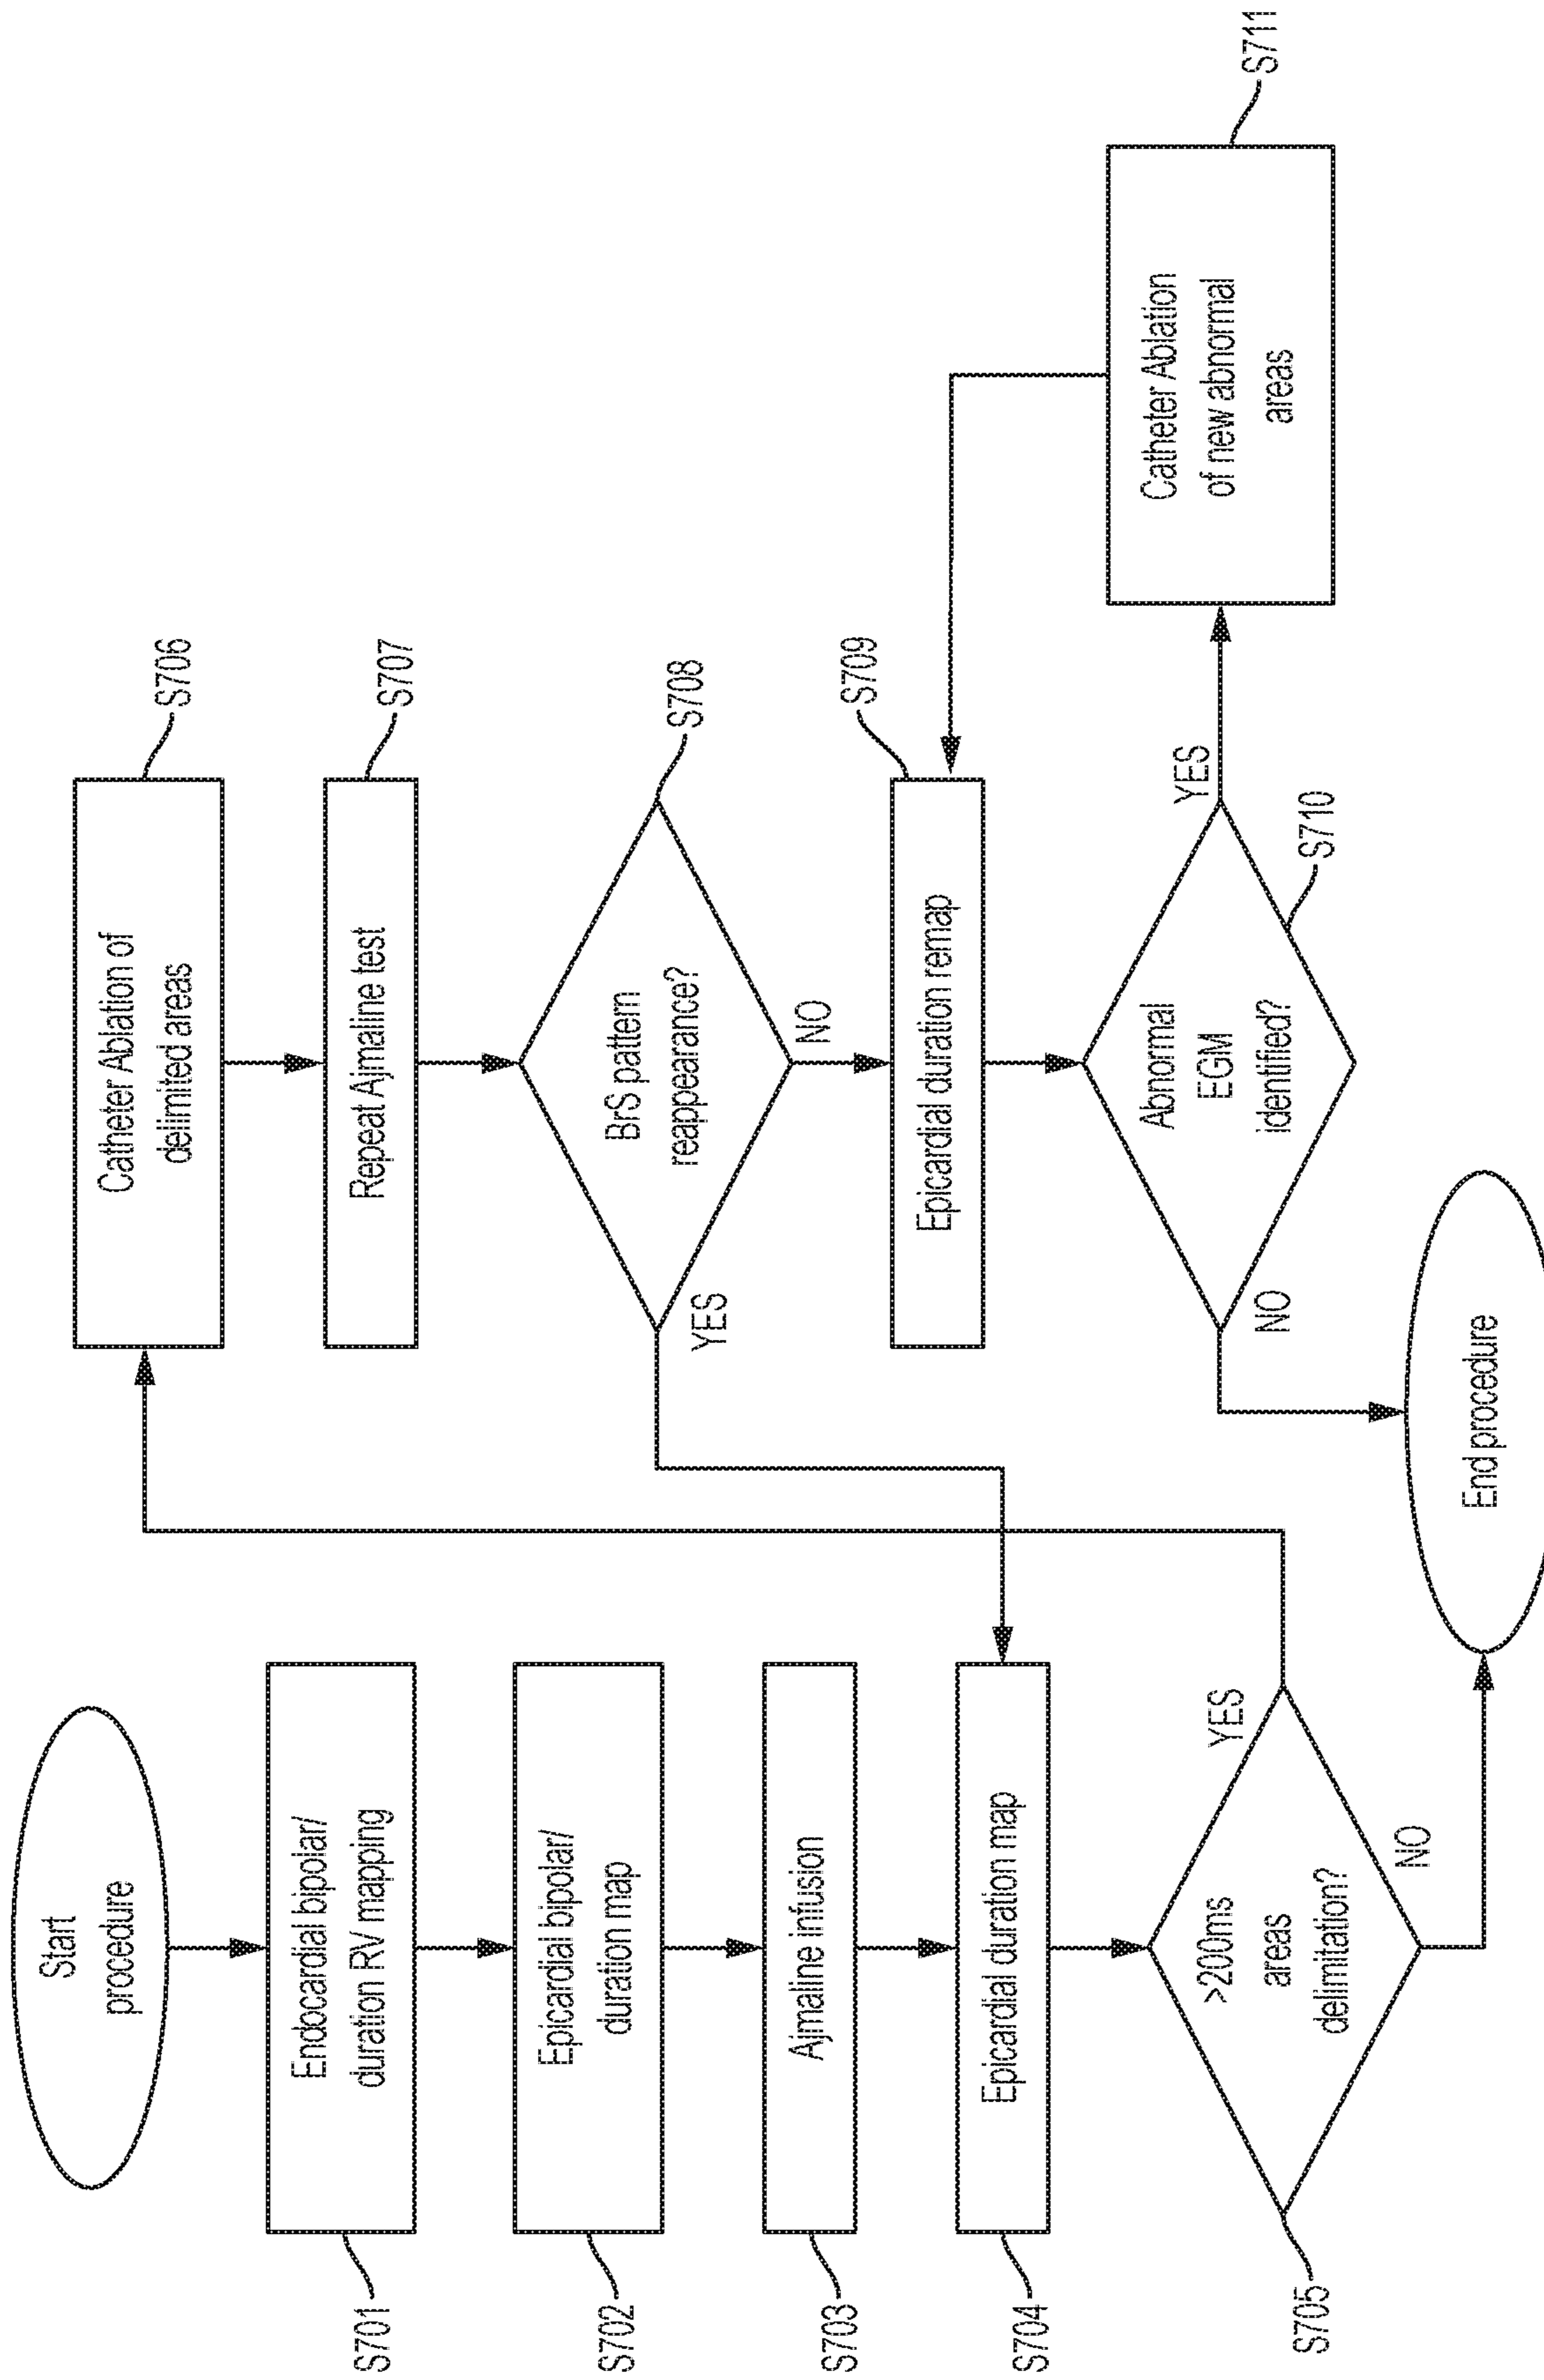 Start
procedure
S701
Endocardial bipolar/
duration RV mapping
S702
Epicardial bipolar/
duration map
S703
Ajmaline infusion
S704
Epicardial duration map
S705
>200ms
areas
delimitation?
YES
NO
Catheter Ablation of
delimited areas
S706
Repeat Ajmaline test
S707
BrS pattern
reappearance?
S708
YES
NO
Epicardial duration remap
S709
Abnormal
EGM
identified?
S710
YES
NO
Catheter Ablation
of new abnormal
areas
S711
End procedure